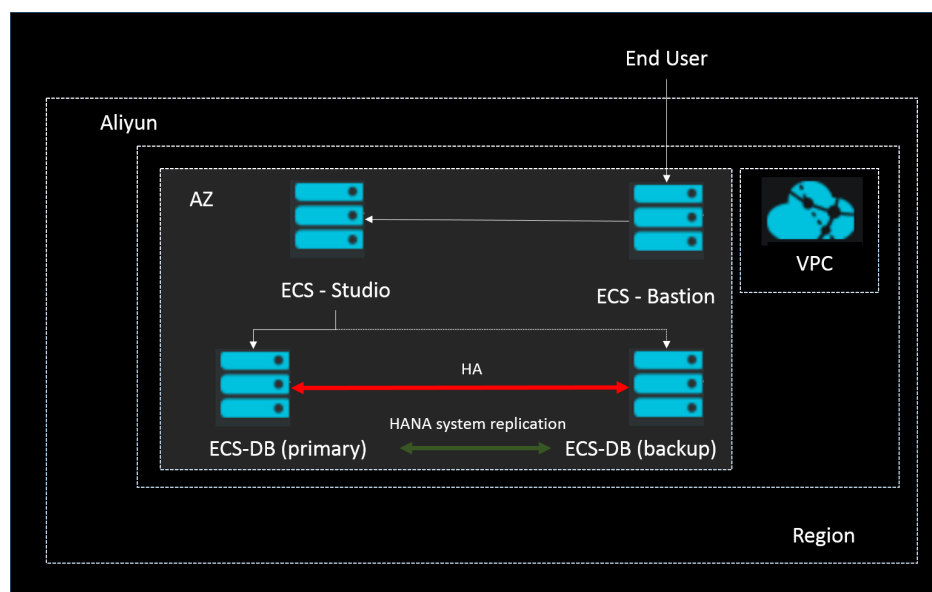 End User
Aliyun
AZ
VPC
ECS - Studio
ECS - Bastion
HA
HANA system replication
ECS-DB (primary)
ECS-DB (backup)
Region